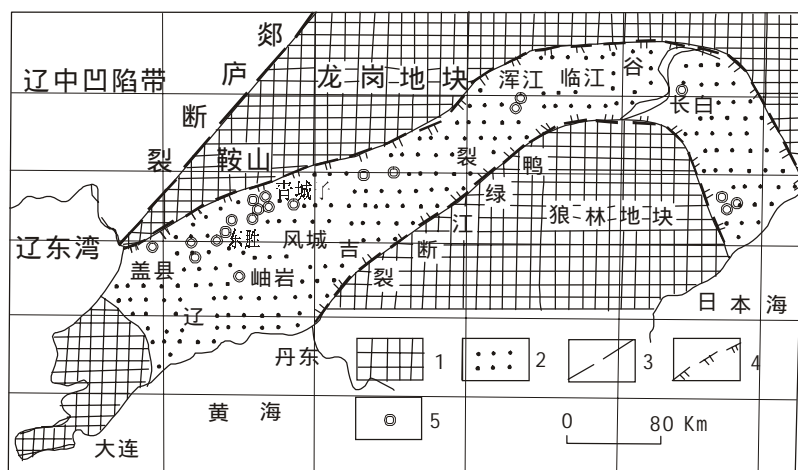 郯
庐
断
裂
辽中凹陷带
龙岗地块
浑江
临江
谷
长白
鞍山
裂
鸭
绿
江
断
裂
青城子
狼林地块
辽东湾
东胜
风城
吉
盖县
岫岩
日本海
辽
丹东
1
2
3
4
黄海
5
0
80 Km
大连